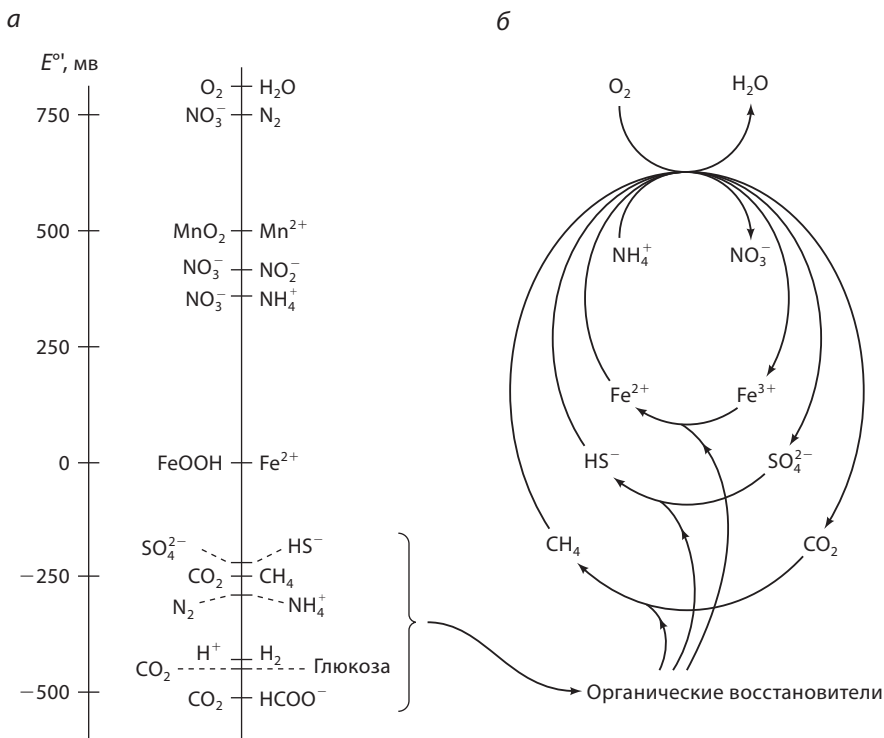 а
E°′, мв
O₂ H₂O
750 NO₃⁻ N₂
500 MnO₂ Mn²⁺
NO₃⁻ NO₂⁻
NO₃⁻ NH₄⁺
250
0 FeOOH Fe²⁺
SO₄²⁻ HS⁻
−250 CO₂ CH₄
N₂ NH₄⁺
H⁺ H₂
CO₂ Глюкоза
−500 CO₂ HCOO⁻
б
O₂ H₂O
NH₄⁺ NO₃⁻
Fe²⁺ Fe³⁺
HS⁻ SO₄²⁻
CH₄ CO₂
Органические восстановители